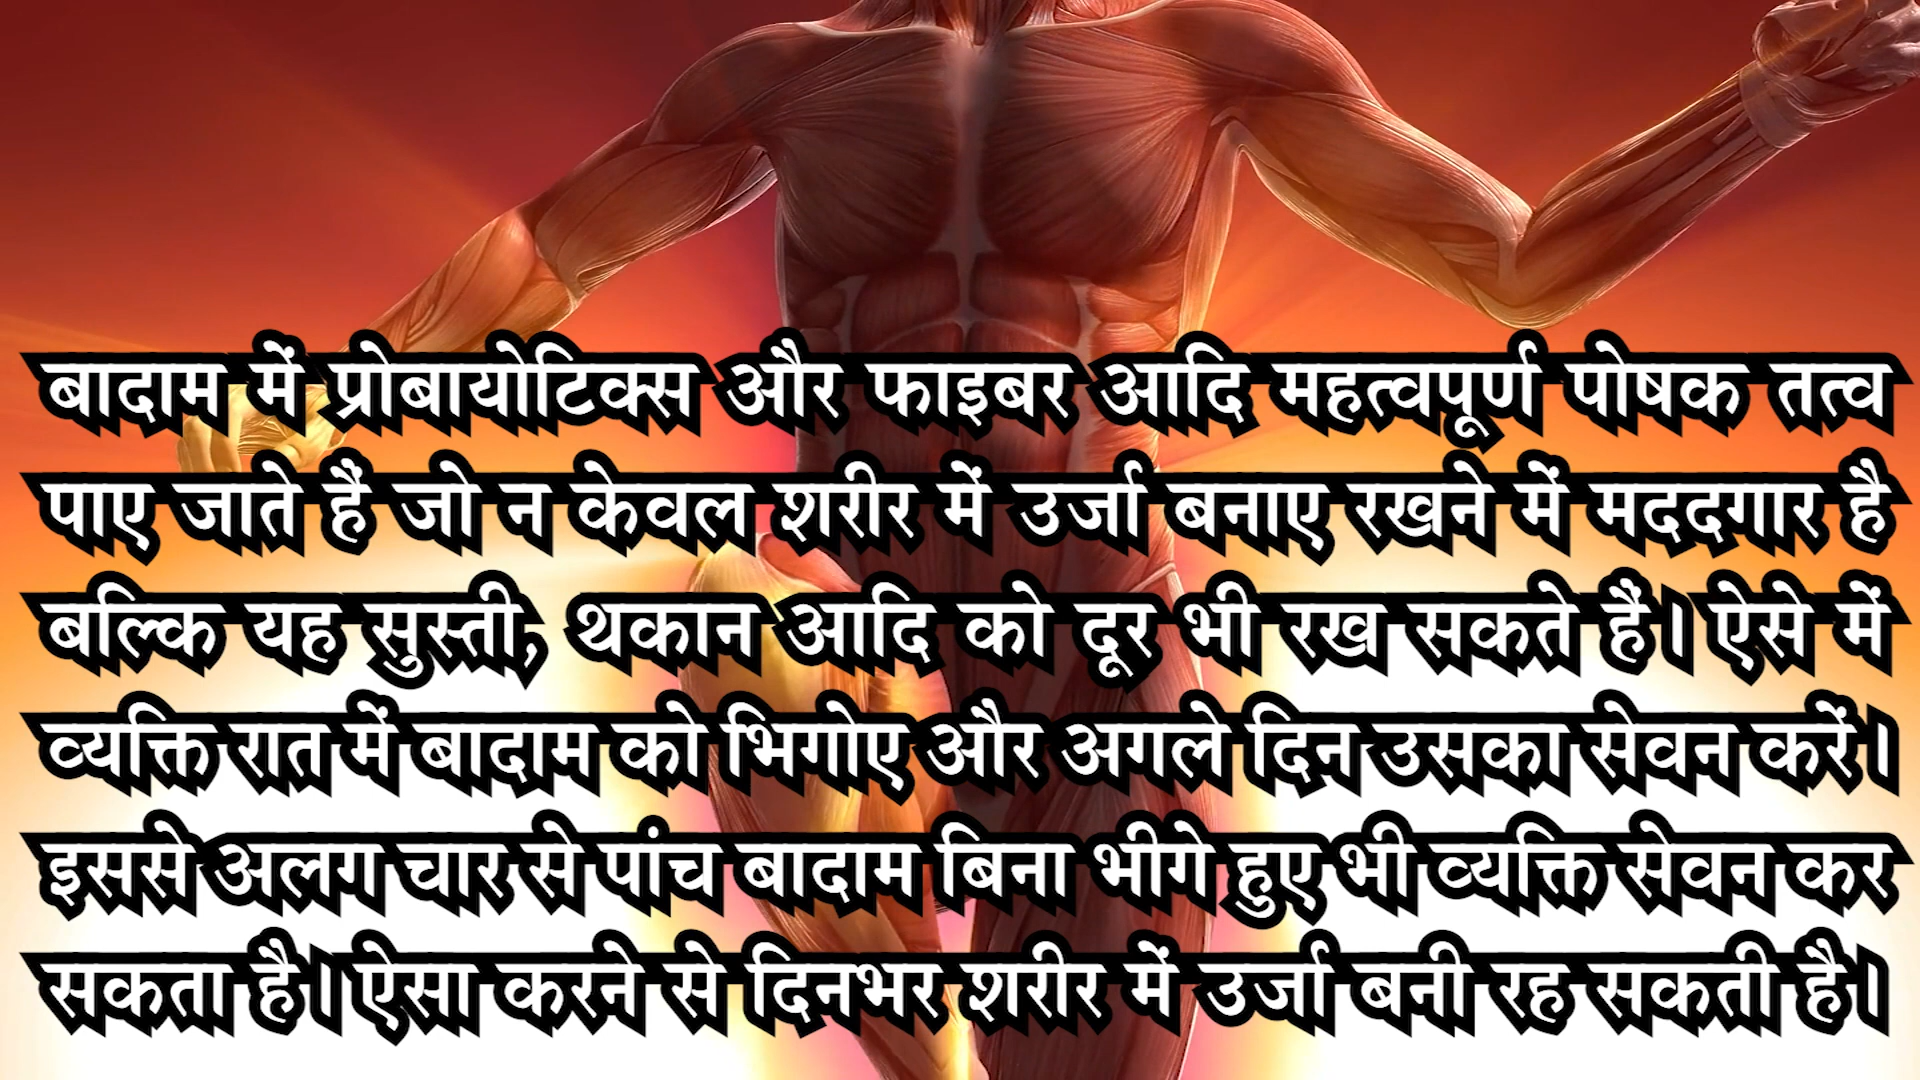 बादाम में प्रोबायोटिक्स और फाइबर आदि महत्वपूर्ण पोषक तत्व
पाए जाते हैं जो न केवल शरीर में उर्जा बनाए रखने में मददगार है
बल्कि यह सुस्ती, थकान आदि को दूर भी रख सकते हैं। ऐसे में
व्यक्ति रात में बादाम को भिगोए और अगले दिन उसका सेवन करें।
इससे अलग चार से पांच बादाम बिना भीगे हुए भी व्यक्ति सेवन कर
सकता है। ऐसा करने से दिनभर शरीर में उर्जा बनी रह सकती है।